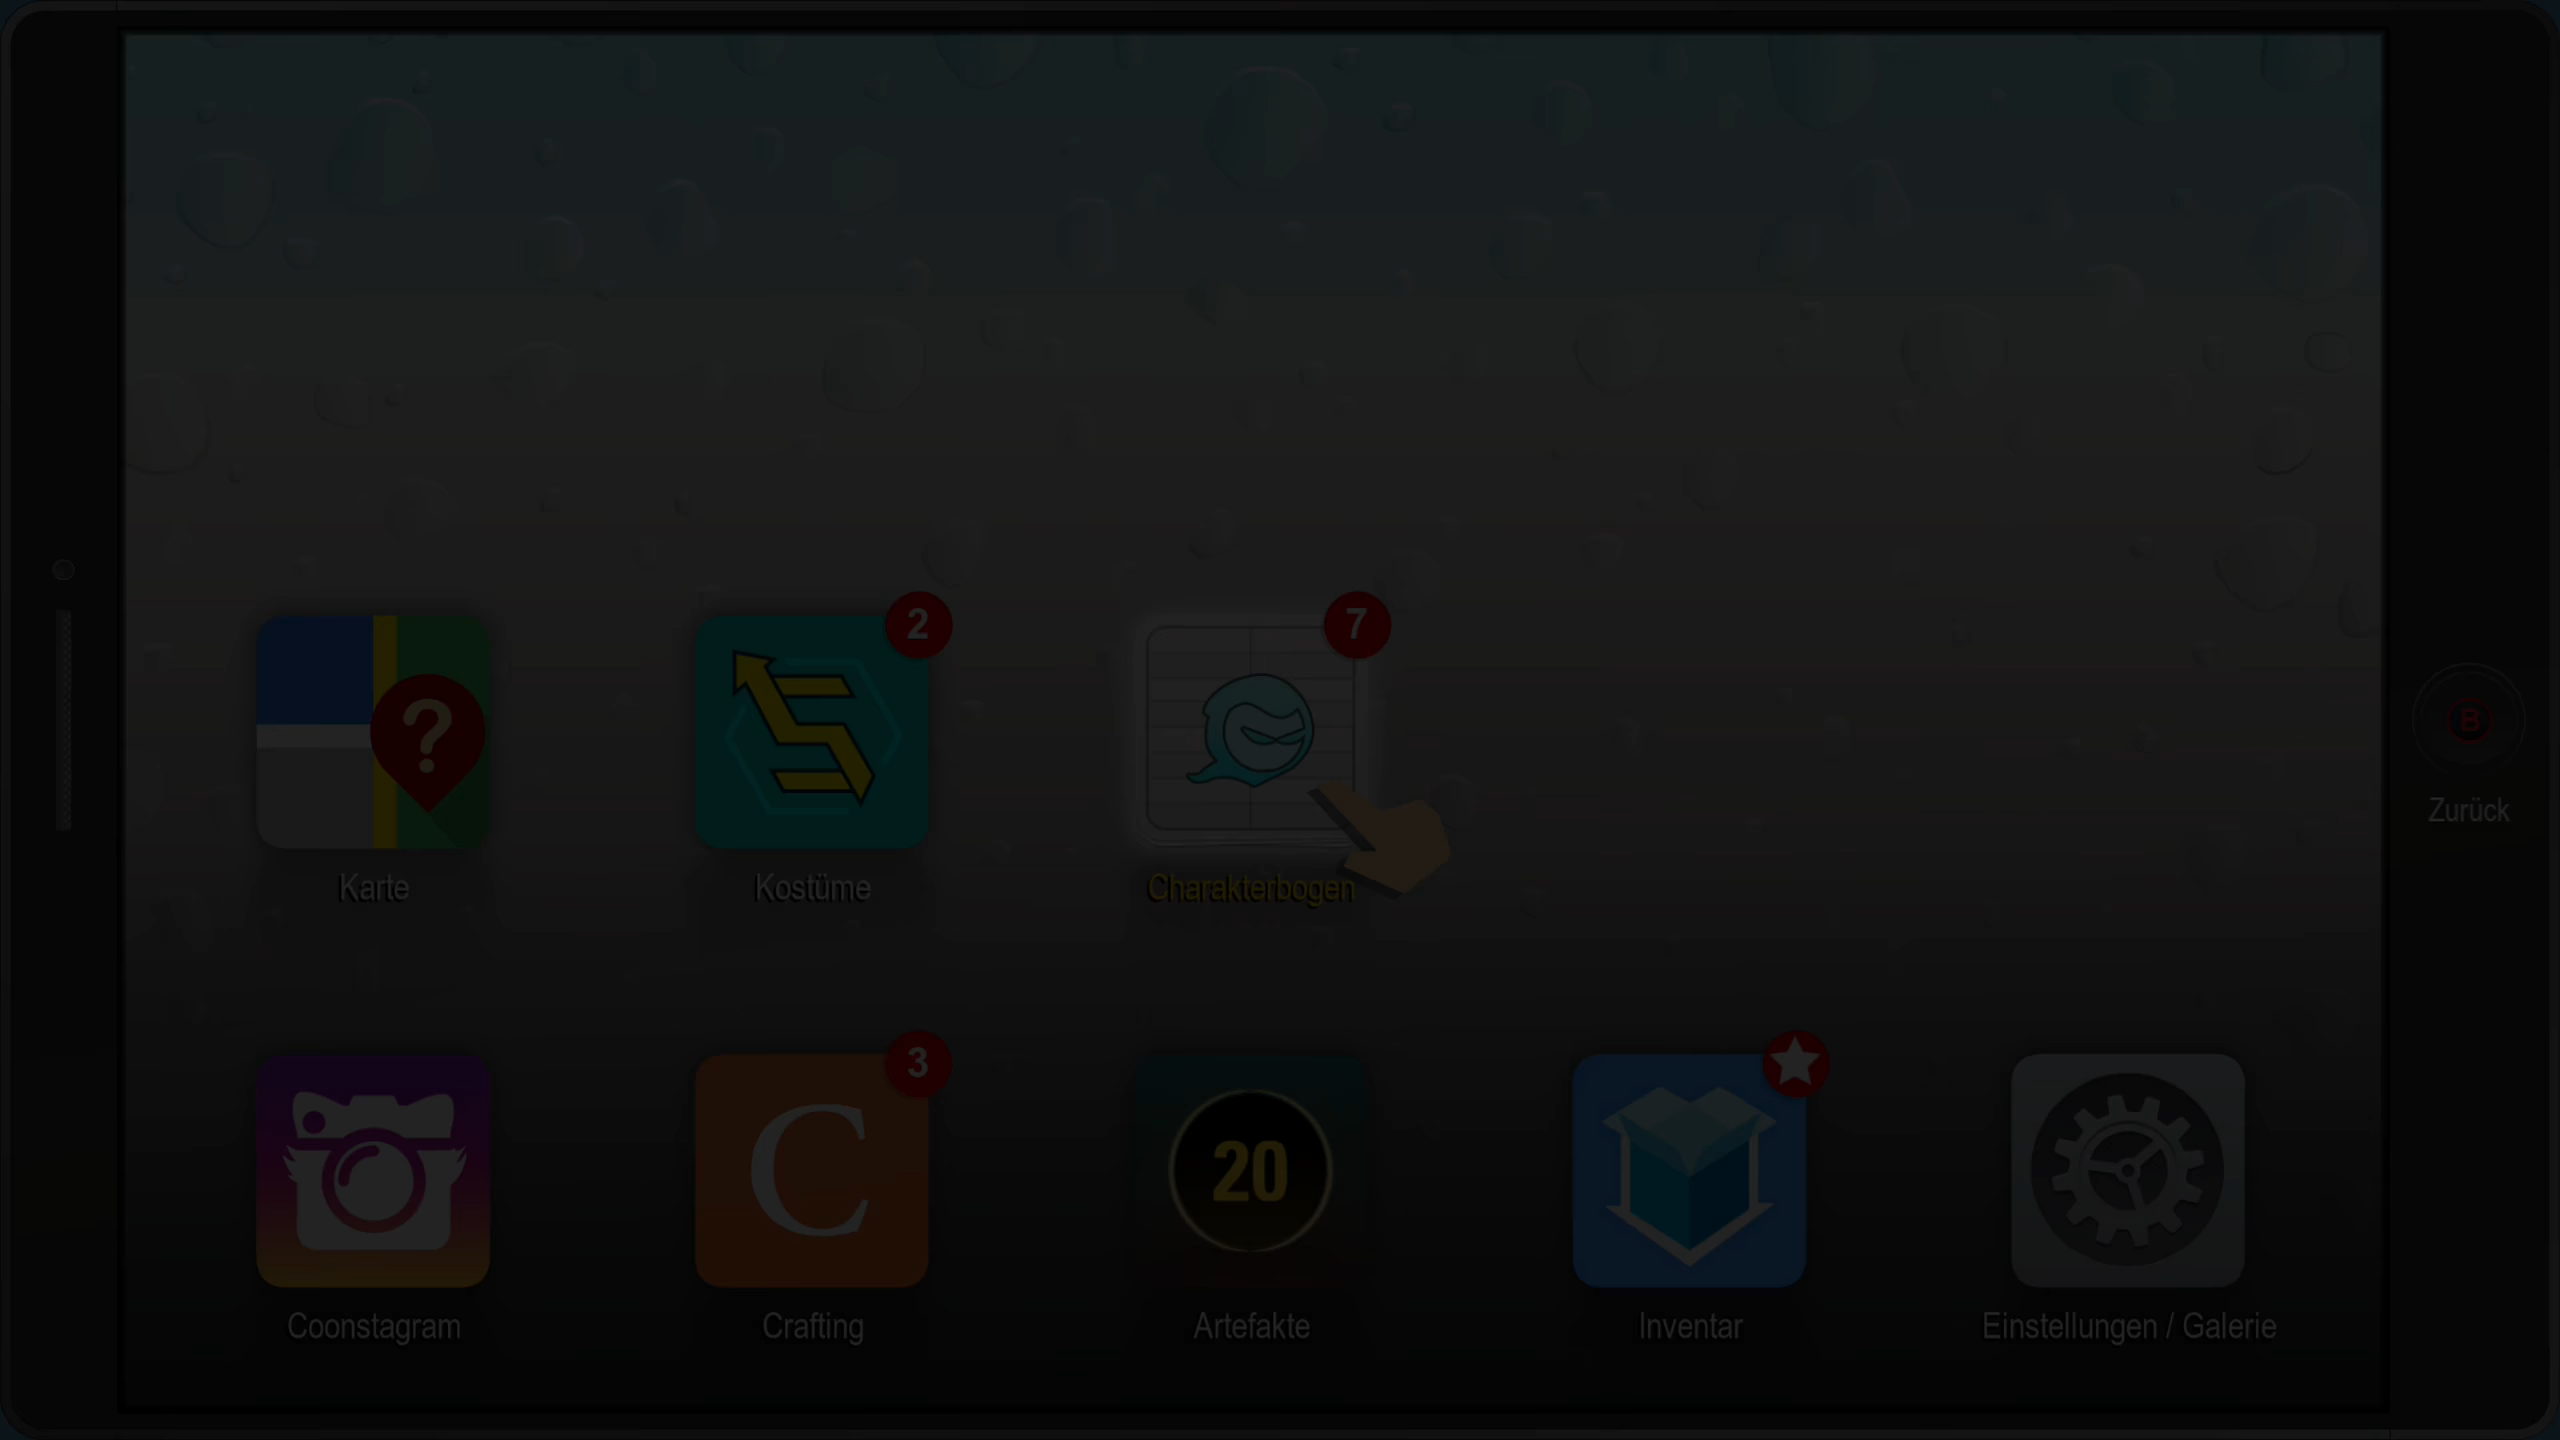 2
7
?
B
Zurück
Karte
Kostüme
Charakterbogen
3
C
20
Coonstagram
Crafting
Artefakte
Inventar
Einstellungen / Galerie